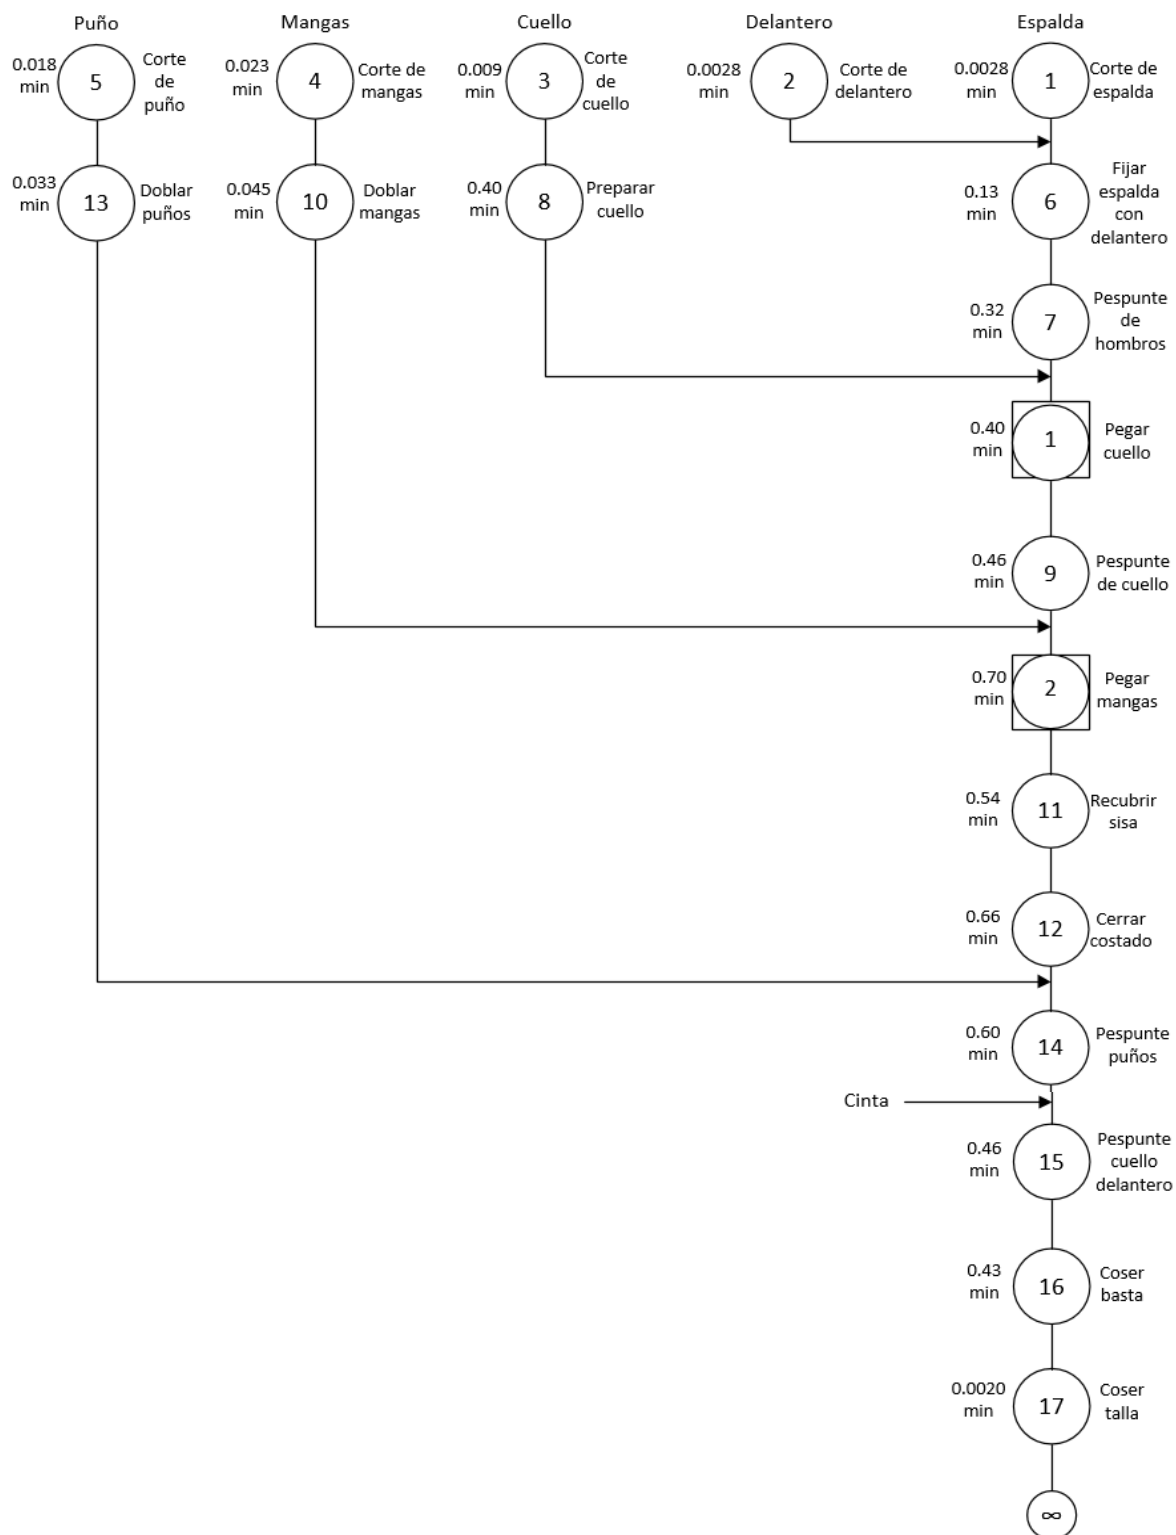 Puño
Mangas
Cuello
Delantero
Espalda
0.018
min
5
Corte
de
puño
0.023
min
4
Corte de
mangas
0.009
min
3
Corte
de
cuello
0.0028
min
2
Corte de
delantero
0.0028
min
1
Corte de
espalda
0.033
min
13
Doblar
puños
0.045
min
10
Doblar
mangas
0.40
min
8
Preparar
cuello
0.13
min
6
Fijar
espalda
con
delantero
0.32
min
7
Pespunte
de
hombros
0.40
min
1
Pegar
cuello
0.46
min
9
Pespunte
de cuello
0.70
min
2
Pegar
mangas
0.54
min
11
Recubrir
sisa
0.66
min
12
Cerrar
costado
0.60
min
14
Pespunte
puños
Cinta
0.46
min
15
Pespunte
cuello
delantero
0.43
min
16
Coser
basta
0.0020
min
17
Coser
talla
∞